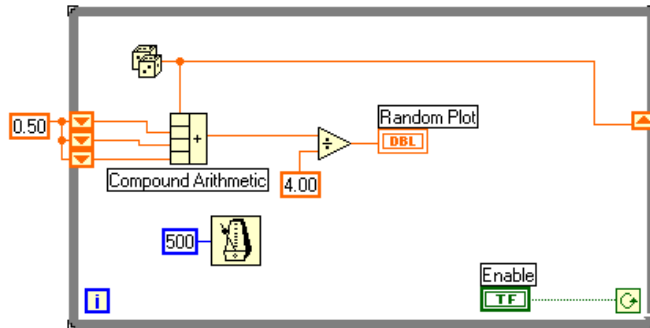 0.50
Random Plot
÷
DBL
+
Compound Arithmetic
4.00
500
Enable
i
TF